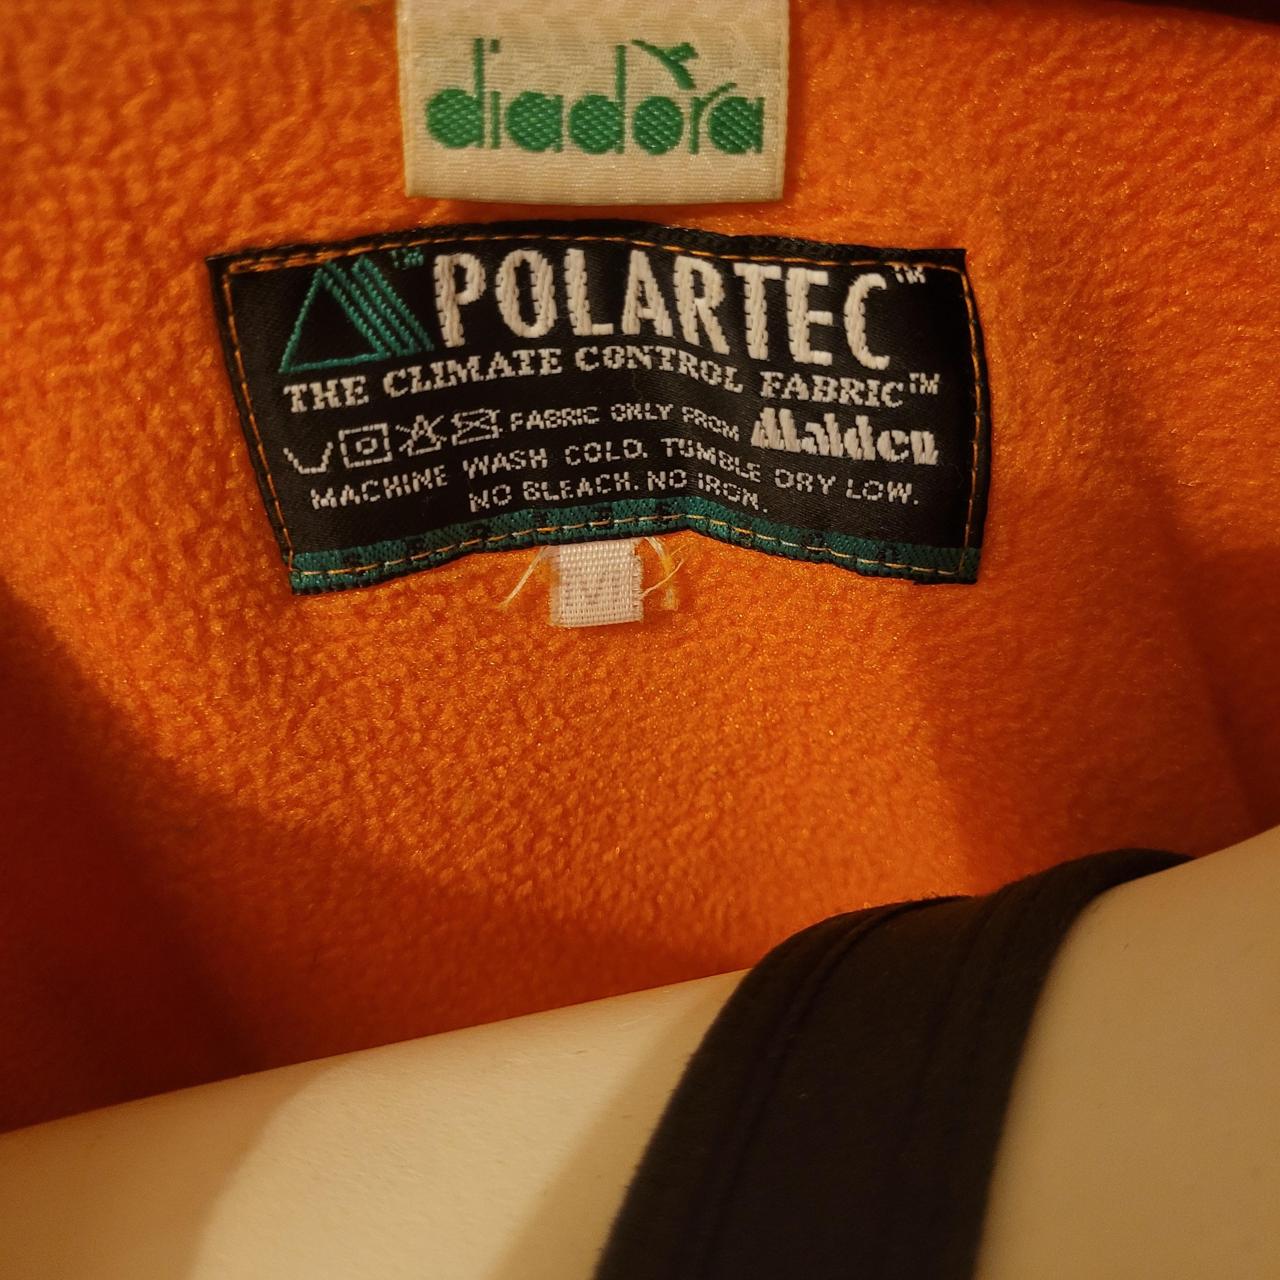 diadora
™ POLARTEC™
THE CLIMATE CONTROL FABRIC™
FABRIC ONLY FROM Malden
MACHINE WASH COLD. TUMBLE DRY LOW.
NO BLEACH. NO IRON.
M